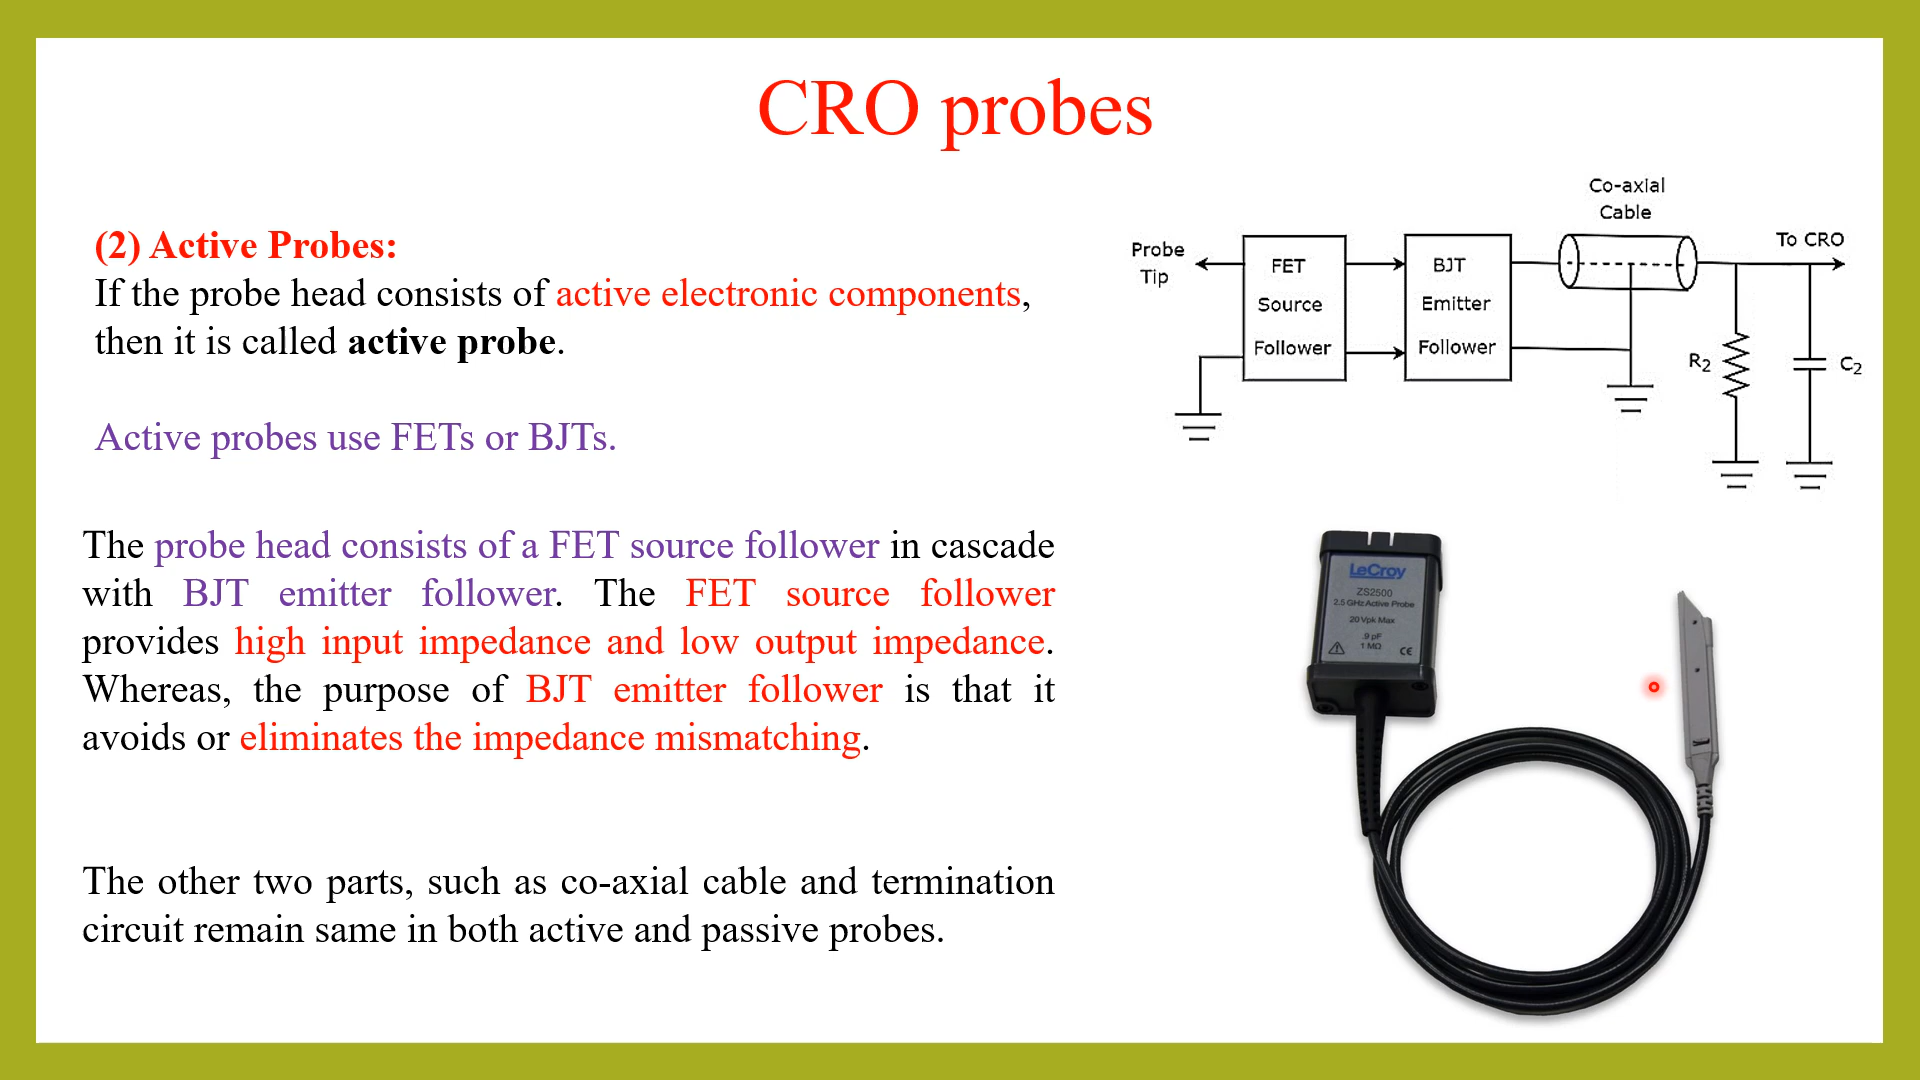 CRO probes
(2) Active Probes:
If the probe head consists of active electronic components,
then it is called active probe.
Active probes use FETs or BJTs.
The probe head consists of a FET source follower in cascade
with BJT emitter follower. The FET source follower
provides high input impedance and low output impedance.
Whereas, the purpose of BJT emitter follower is that it
avoids or eliminates the impedance mismatching.
The other two parts, such as co-axial cable and termination
circuit remain same in both active and passive probes.
Co-axial
Cable
Probe
Tip
FET
Source
Follower
BJT
Emitter
Follower
To CRO
R2
C2
LeCroy
ZS2500
2.5 GHz Active Probe
20 Vpk Max
.9 pF
1 MΩ
CE